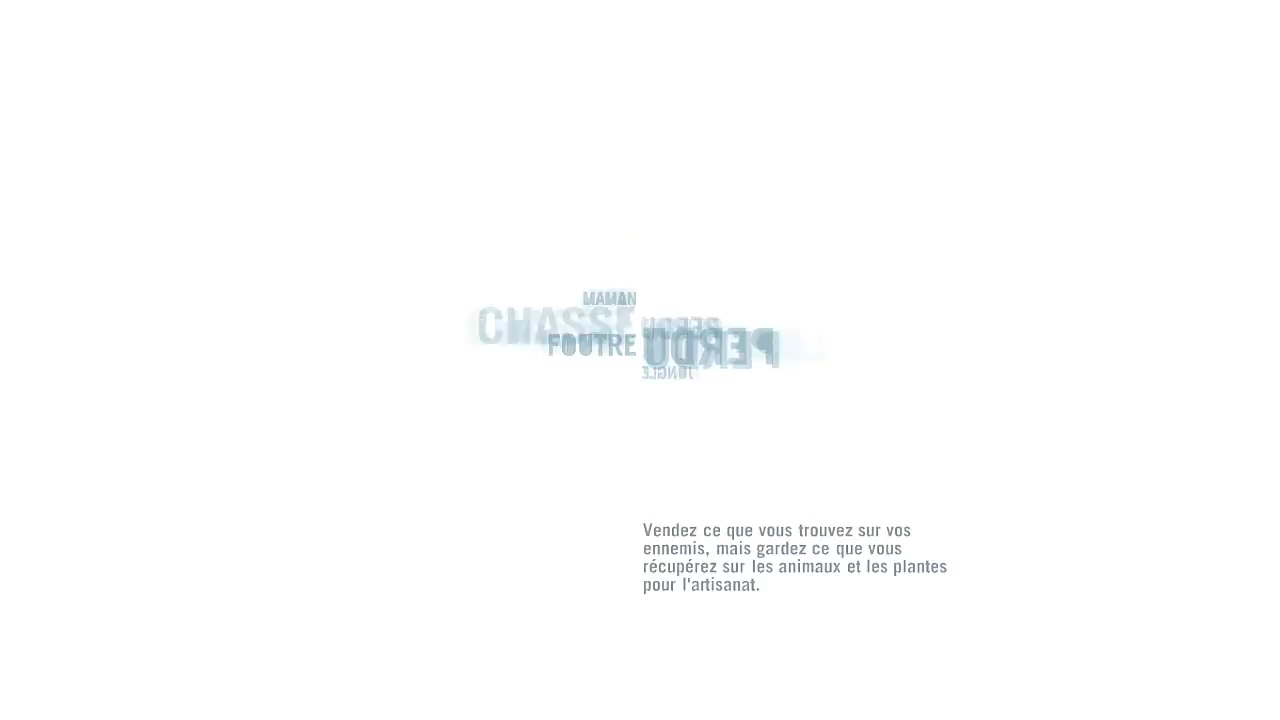 MAMAN
CHASSE
PERDU
FOUTRE
PERDU
JUNGLE
Vendez ce que vous trouvez sur vos
ennemis, mais gardez ce que vous
récupérez sur les animaux et les plantes
pour l'artisanat.